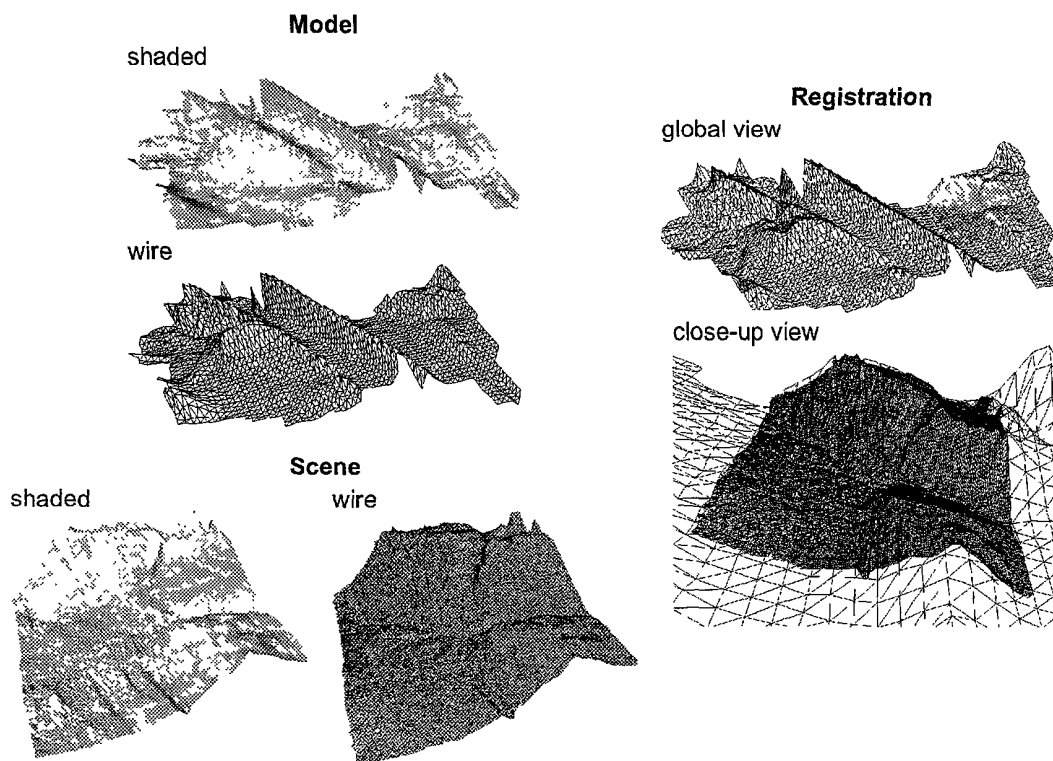 Model
shaded
wire
Scene
shaded
wire
Registration
global view
close-up view